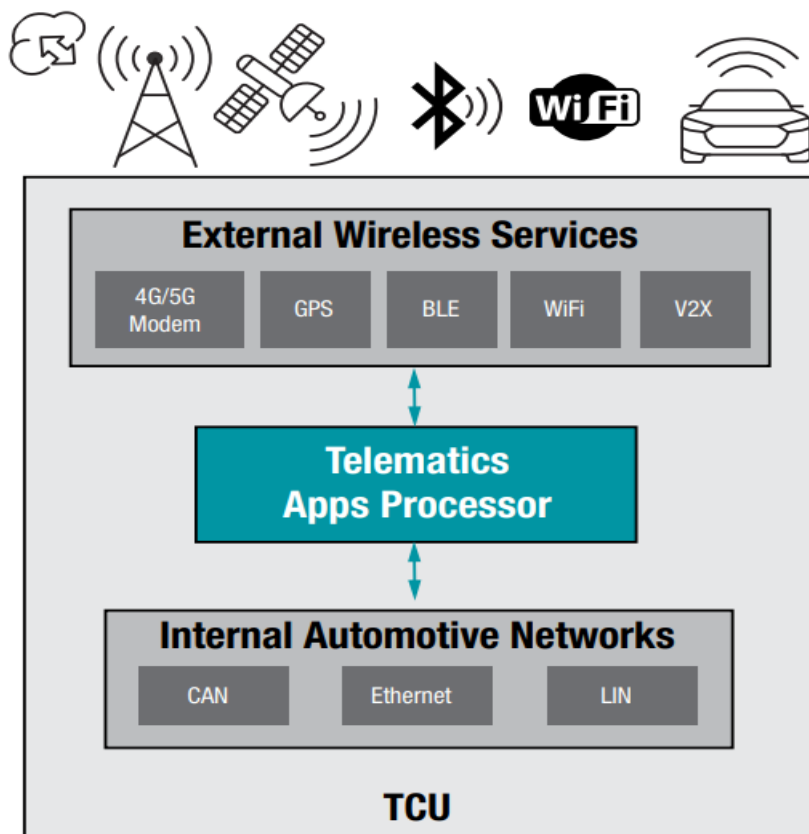 WiFi
External Wireless Services
4G/5G
Modem
GPS
BLE
WiFi
V2X
Telematics
Apps Processor
Internal Automotive Networks
CAN
Ethernet
LIN
TCU